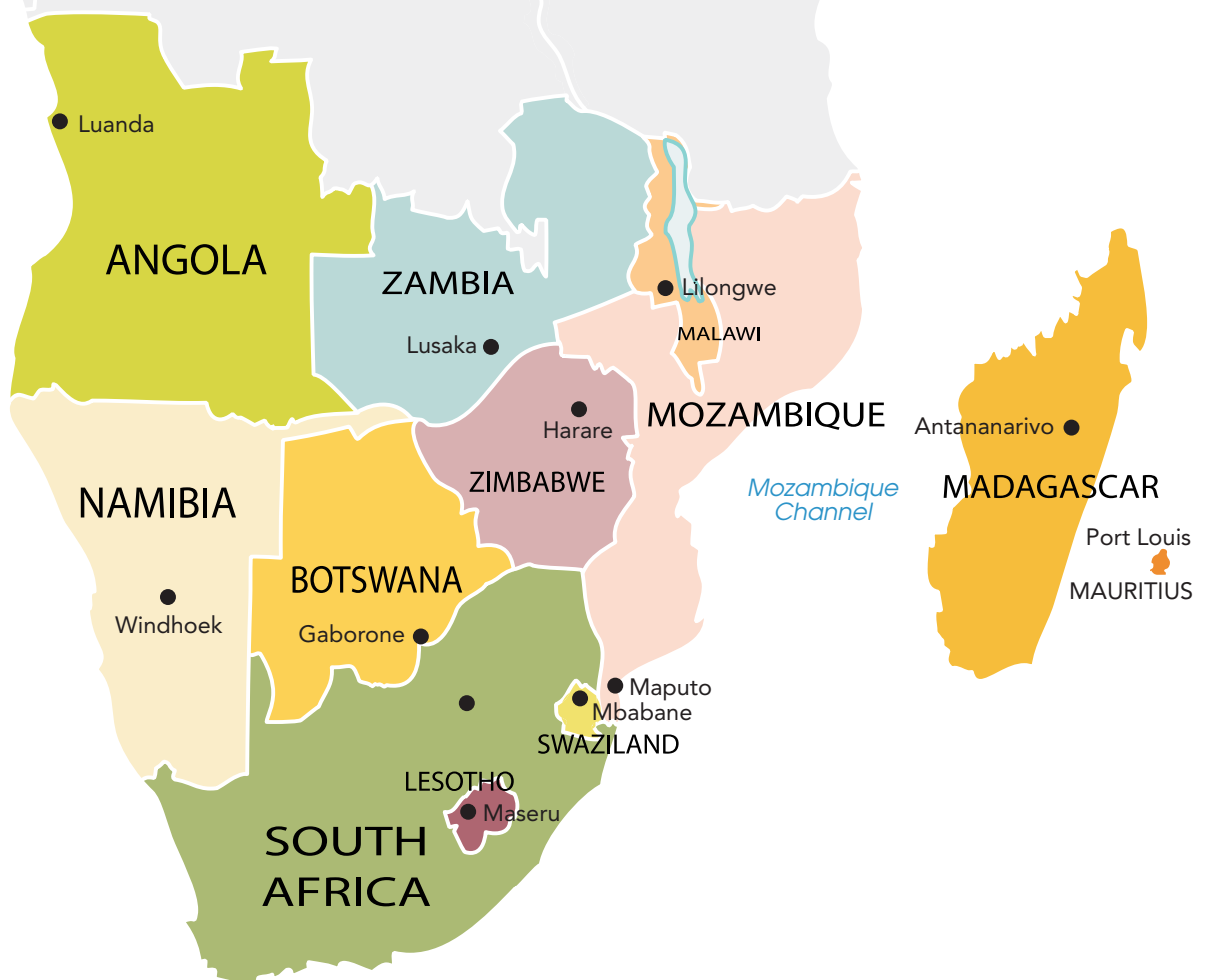 Luanda
ANGOLA
ZAMBIA
Lilongwe
MALAWI
Lusaka
MOZAMBIQUE
Harare
Antananarivo
ZIMBABWE
MADAGASCAR
Mozambique
Channel
NAMIBIA
Port Louis
BOTSWANA
MAURITIUS
Windhoek
Gaborone
Maputo
Mbabane
SWAZILAND
LESOTHO
Maseru
SOUTH
AFRICA